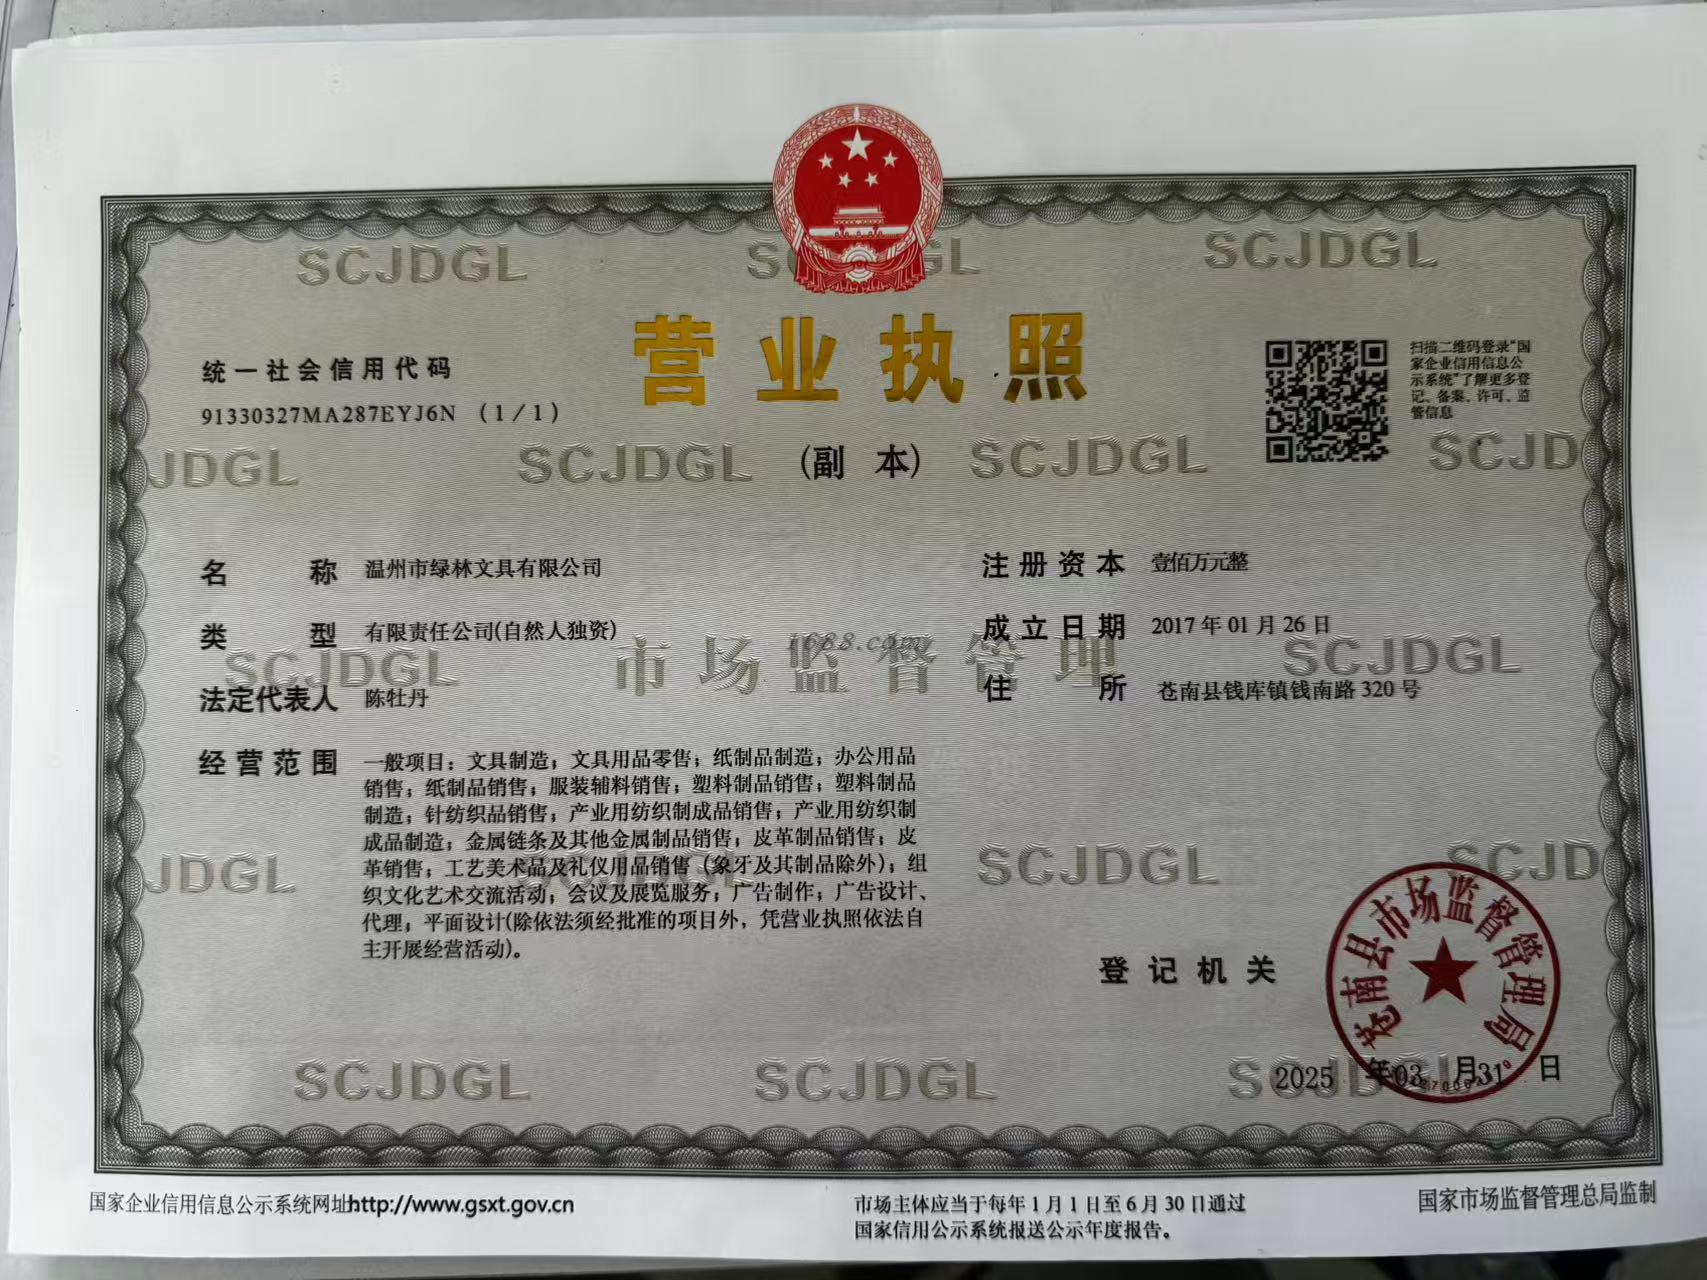 SCJDGL
SCJDGL
SCJDGL
营业执照
(副 本)
统一社会信用代码
91330327MA287EYJ6N (1/1)
扫描二维码登录“国
家企业信用信息公
示系统”了解更多登
记、备案、许可、监
管信息
JDGL
SCJDGL
SCJDGL
SCJD
名 称 温州市绿林文具有限公司
注册资本 壹佰万元整
类 型 有限责任公司(自然人独资)
成立日期 2017年01月26日
1688.com
市场监督管理
SCJDGL
SCJDGL
法定代表人 陈牡丹
住 所 苍南县钱库镇钱南路320号
经营范围 一般项目：文具制造；文具用品零售；纸制品制造；办公用品
销售；纸制品销售；服装辅料销售；塑料制品销售；塑料制品
制造；针纺织品销售；产业用纺织制成品销售；产业用纺织制
成品制造；金属链条及其他金属制品销售；皮革制品销售；皮
革销售；工艺美术品及礼仪用品销售（象牙及其制品除外）；组
织文化艺术交流活动；会议及展览服务；广告制作；广告设计、
代理；平面设计(除依法须经批准的项目外，凭营业执照依法自
主开展经营活动)。
JDGL
SCJDGL
SCJD
登记机关
苍南县市场监督管理局
2025 年03 月31 日
SCJDGL
SCJDGL
国家企业信用信息公示系统网址http://www.gsxt.gov.cn
市场主体应当于每年1月1日至6月30日通过
国家信用公示系统报送公示年度报告。
国家市场监督管理总局监制